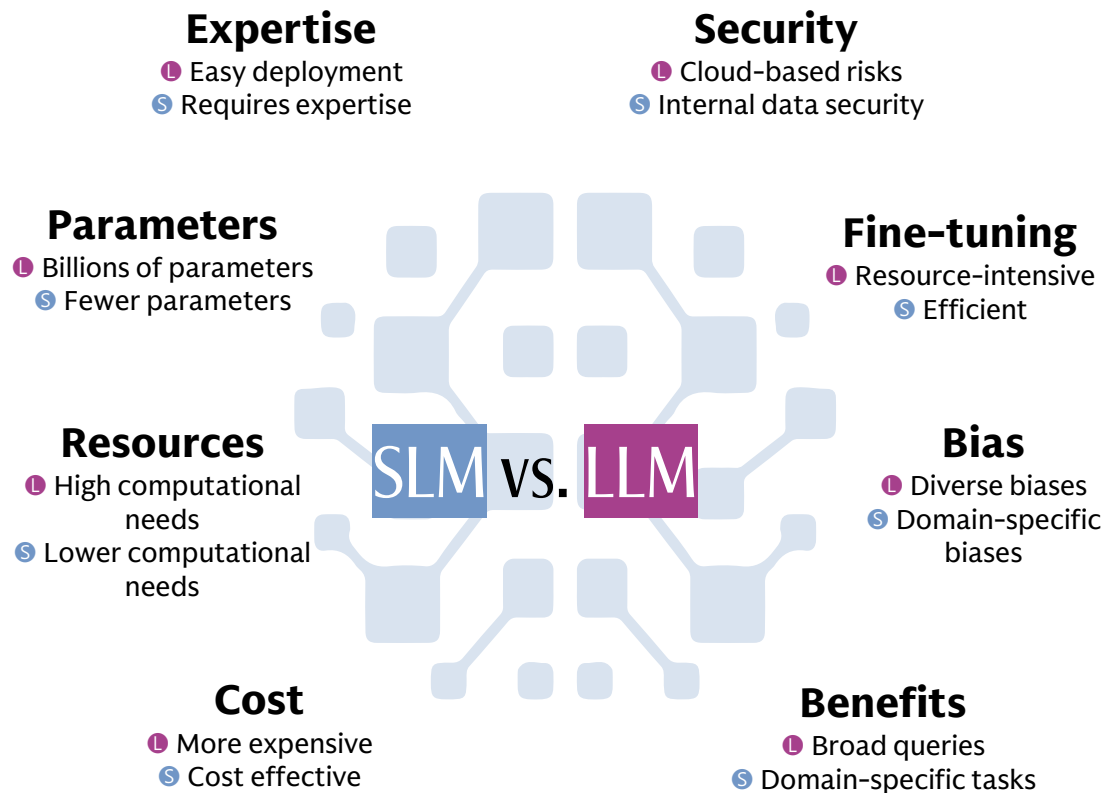 Expertise
L Easy deployment
S Requires expertise
Security
L Cloud-based risks
S Internal data security
Parameters
L Billions of parameters
S Fewer parameters
Fine-tuning
L Resource-intensive
S Efficient
Resources
L High computational
needs
S Lower computational
needs
SLM vs. LLM
Bias
L Diverse biases
S Domain-specific
biases
Cost
L More expensive
S Cost effective
Benefits
L Broad queries
S Domain-specific tasks